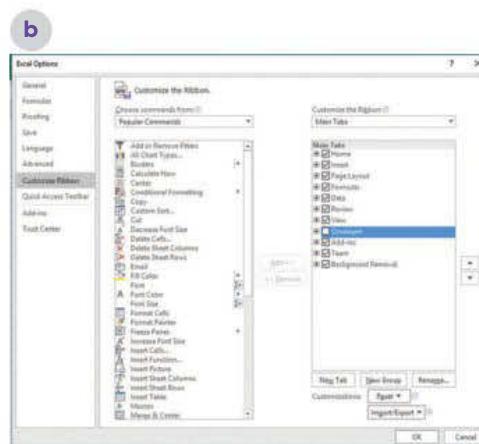 b
Excel Options
?
General
Formulas
Proofing
Save
Language
Advanced
Customize Ribbon
Quick Access Toolbar
Add-ins
Trust Center
Customize the Ribbon.
Choose commands from:
Popular Commands
Add or Remove Filters
All Chart Types...
Borders
Calculate Now
Center
Conditional Formatting
Copy
Custom Sort...
Cut
Decrease Font Size
Delete Cells...
Delete Sheet Columns
Delete Sheet Rows
Email
Fill Color
Font
Font Color
Font Size
Format Cells
Format Painter
Freeze Panes
Increase Font Size
Insert Cells...
Insert Function...
Insert Picture
Insert Sheet Columns
Insert Sheet Rows
Insert Table
Macros
Merge & Center
Add >>
<< Remove
Customize the Ribbon:
Main Tabs
Main Tabs
Home
Insert
Page Layout
Formulas
Data
Review
View
Developer
Add-ins
Team
Background Removal
New Tab
New Group
Rename...
Customizations:
Reset
Import/Export
OK
Cancel